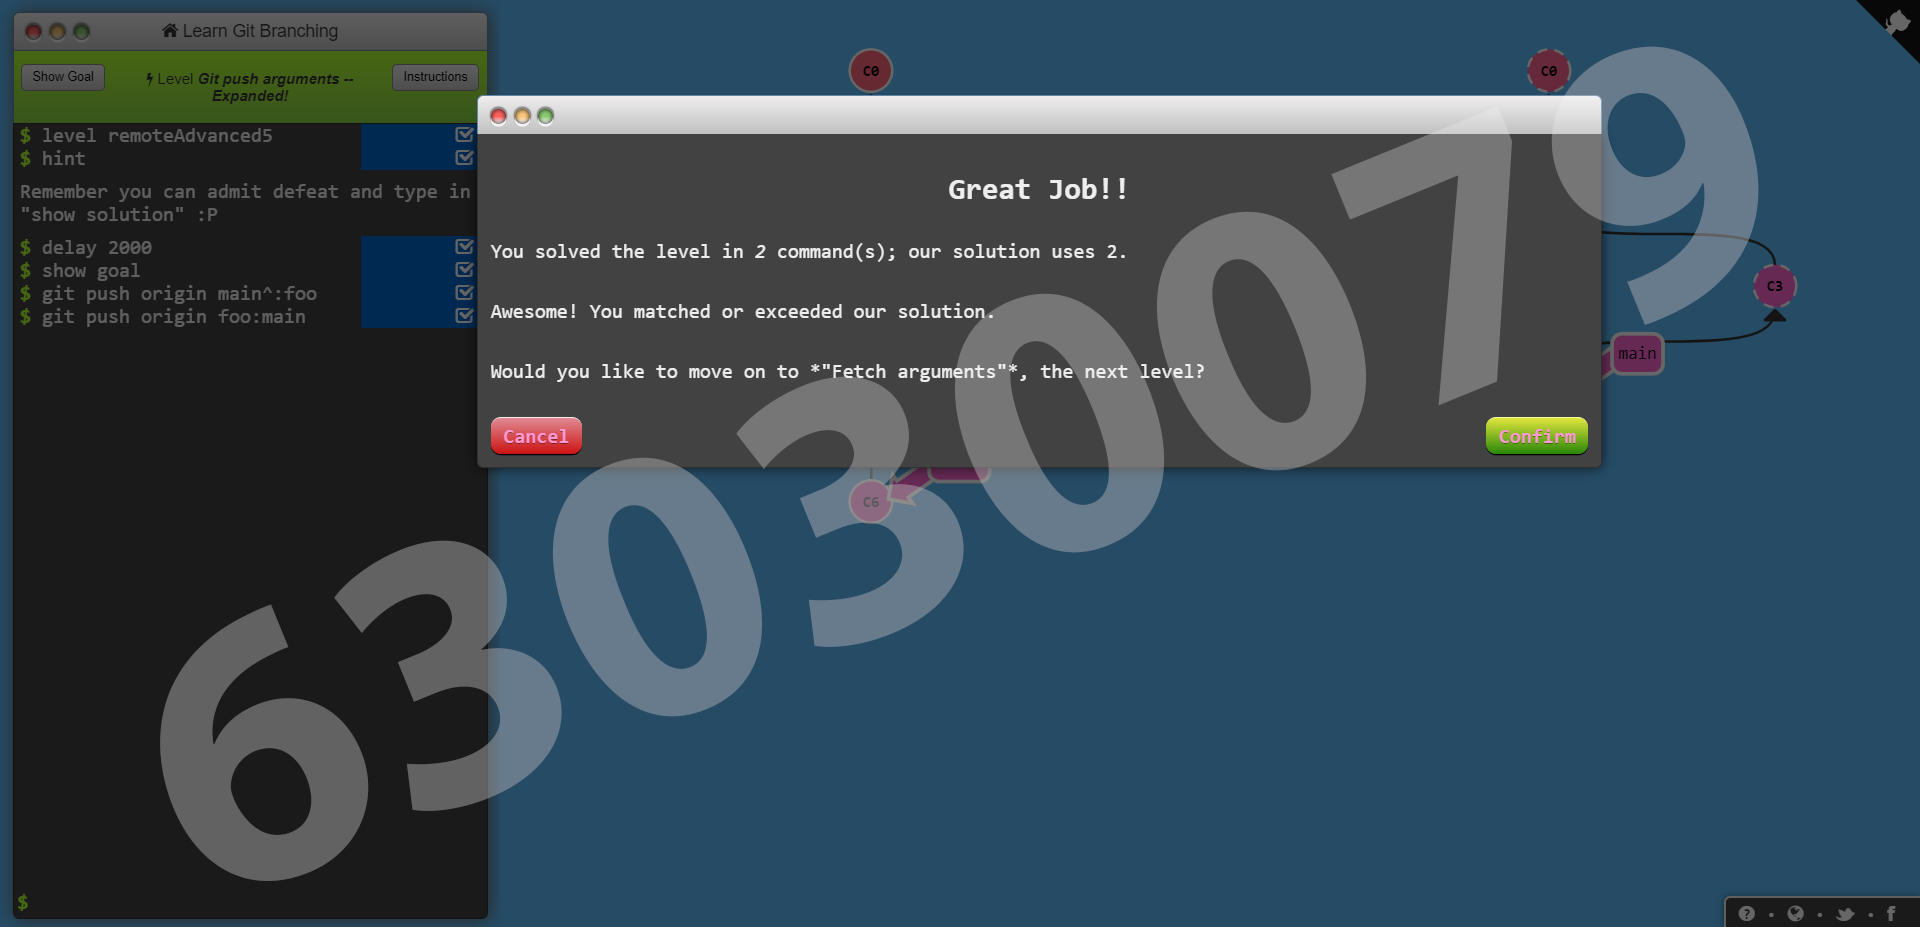 Learn Git Branching
Show Goal
Level Git push arguments --
Expanded!
Instructions
$ level remoteAdvanced5
$ hint
Remember you can admit defeat and type in
"show solution" :P
$ delay 2000
$ show goal
$ git push origin main^:foo
$ git push origin foo:main
$
C0
C0
Great Job!!
You solved the level in 2 command(s); our solution uses 2.
Awesome! You matched or exceeded our solution.
Would you like to move on to *"Fetch arguments"*, the next level?
Cancel
Confirm
C3
main
C6
6303030079